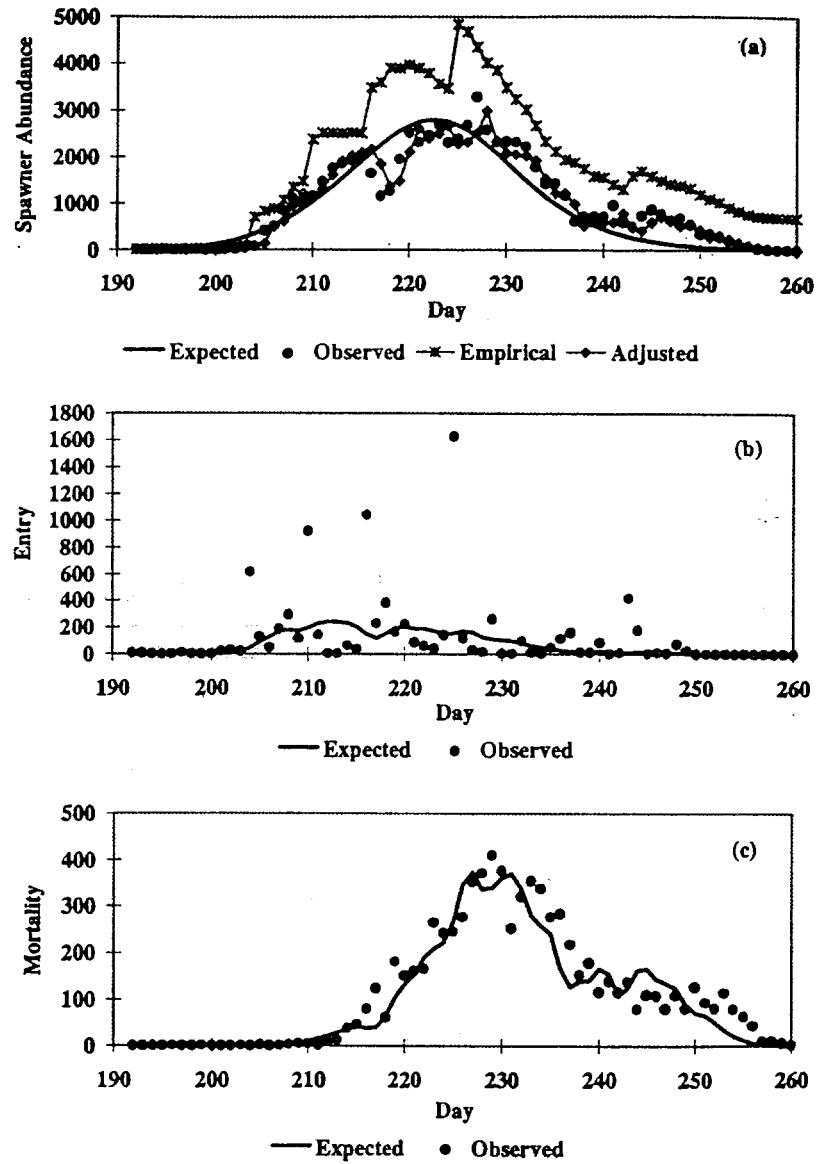 5000
4000
3000
2000
1000
0
Spawner Abundance
(a)
190 200 210 220 230 240 250 260
Day
Expected Observed Empirical Adjusted
1800
1600
1400
1200
1000
800
600
400
200
0
Entry
(b)
190 200 210 220 230 240 250 260
Day
Expected Observed
500
400
300
200
100
0
Mortality
(c)
190 200 210 220 230 240 250 260
Day
Expected Observed